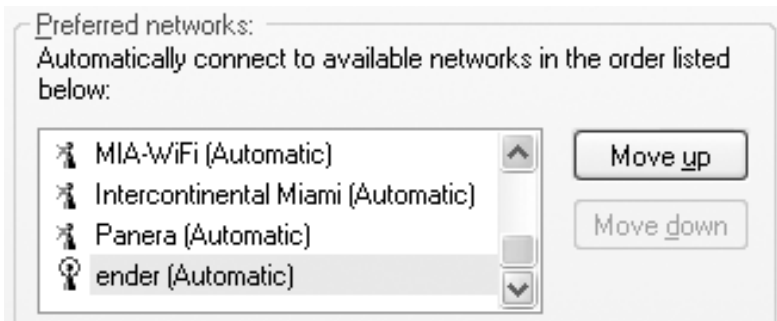 Preferred networks:
Automatically connect to available networks in the order listed
below:
MIA-WiFi (Automatic)
Intercontinental Miami (Automatic)
Panera (Automatic)
ender (Automatic)
Move up
Move down